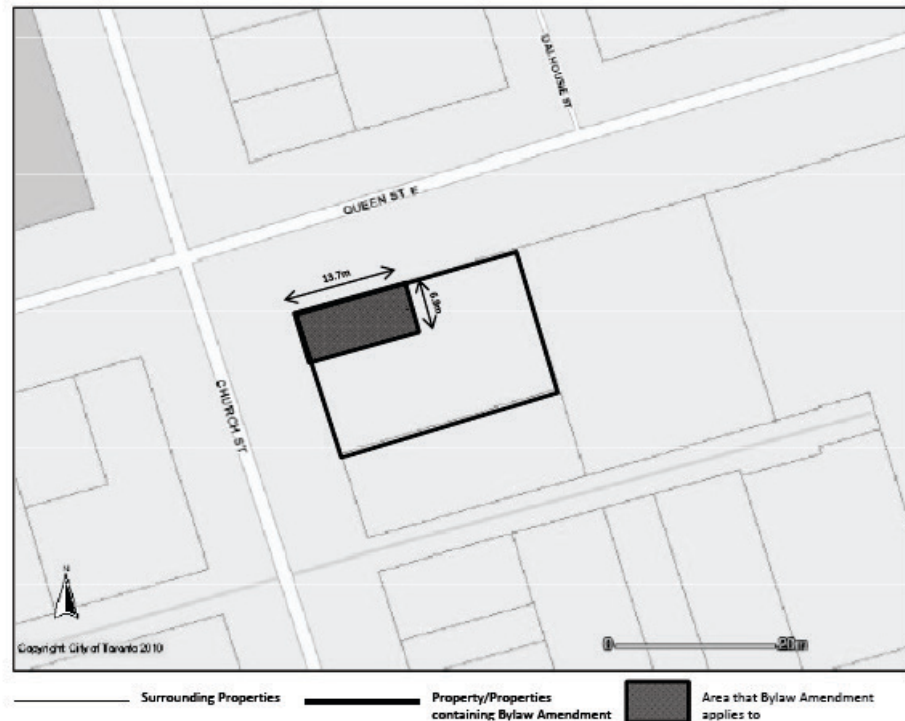 DALHOUSIE ST
QUEEN ST E
13.7m
6.9m
CHURCH ST
N
Copyright: City of Toronto 2010
0 20m
Surrounding Properties
Property/Properties
containing Bylaw Amendment
Area that Bylaw Amendment
applies to